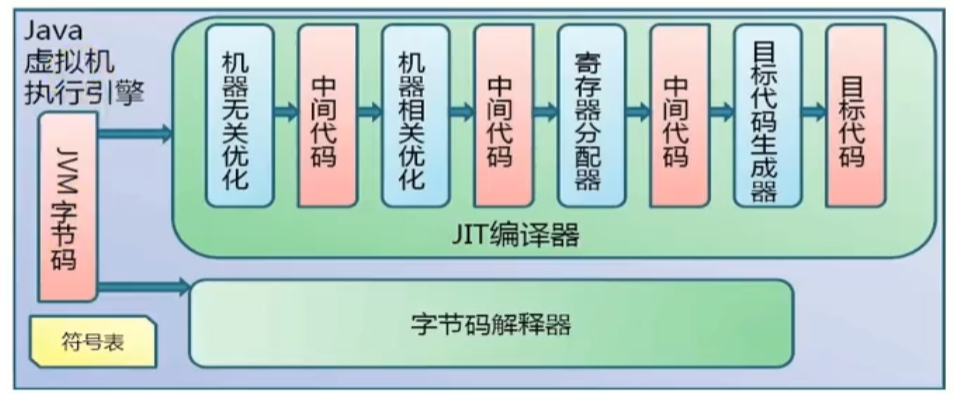 Java
虚拟机
执行引擎
JVM字节码
机器无关优化
中间代码
机器相关优化
中间代码
寄存器分配器
中间代码
目标代码生成器
目标代码
JIT编译器
字节码解释器
符号表